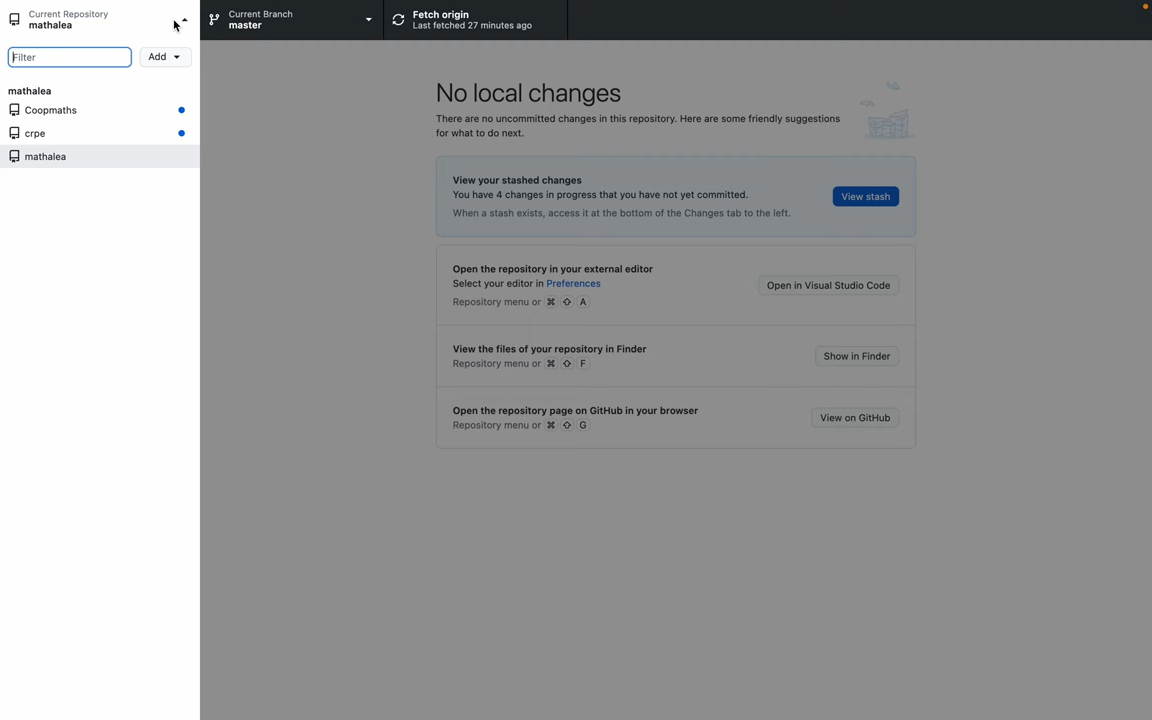 Current Repository
mathalea
Current Branch
master
Fetch origin
Last fetched 27 minutes ago
Filter
Add
mathalea
Coopmaths
crpe
mathalea
No local changes
There are no uncommitted changes in this repository. Here are some friendly suggestions
for what to do next.
View your stashed changes
You have 4 changes in progress that you have not yet committed.
When a stash exists, access it at the bottom of the Changes tab to the left.
View stash
Open the repository in your external editor
Select your editor in Preferences
Repository menu or ⌘ ⇧ A
Open in Visual Studio Code
View the files of your repository in Finder
Repository menu or ⌘ ⇧ F
Show in Finder
Open the repository page on GitHub in your browser
Repository menu or ⌘ ⇧ G
View on GitHub